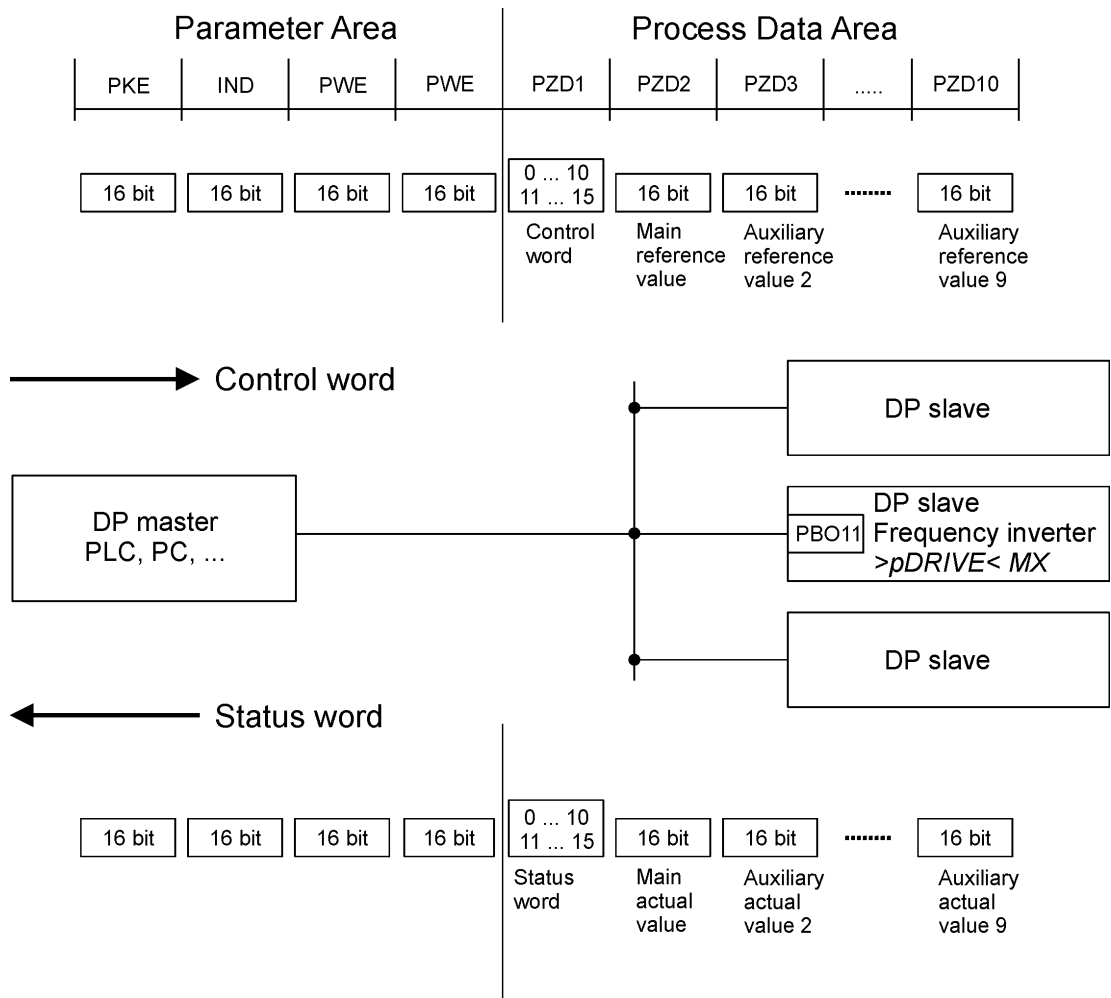 Parameter Area Process Data Area
PKE IND PWE PWE PZD1 PZD2 PZD3 ..... PZD10
16 bit 16 bit 16 bit 16 bit 0 ... 10 11 ... 15 16 bit 16 bit ........ 16 bit
Control word
Main reference value
Auxiliary reference value 2
Auxiliary reference value 9
Control word
DP slave
DP master
PLC, PC, ...
PBO11
DP slave
Frequency inverter
>pDRIVE< MX
DP slave
Status word
16 bit 16 bit 16 bit 16 bit 0 ... 10 11 ... 15 16 bit 16 bit ........ 16 bit
Status word
Main actual value
Auxiliary actual value 2
Auxiliary actual value 9